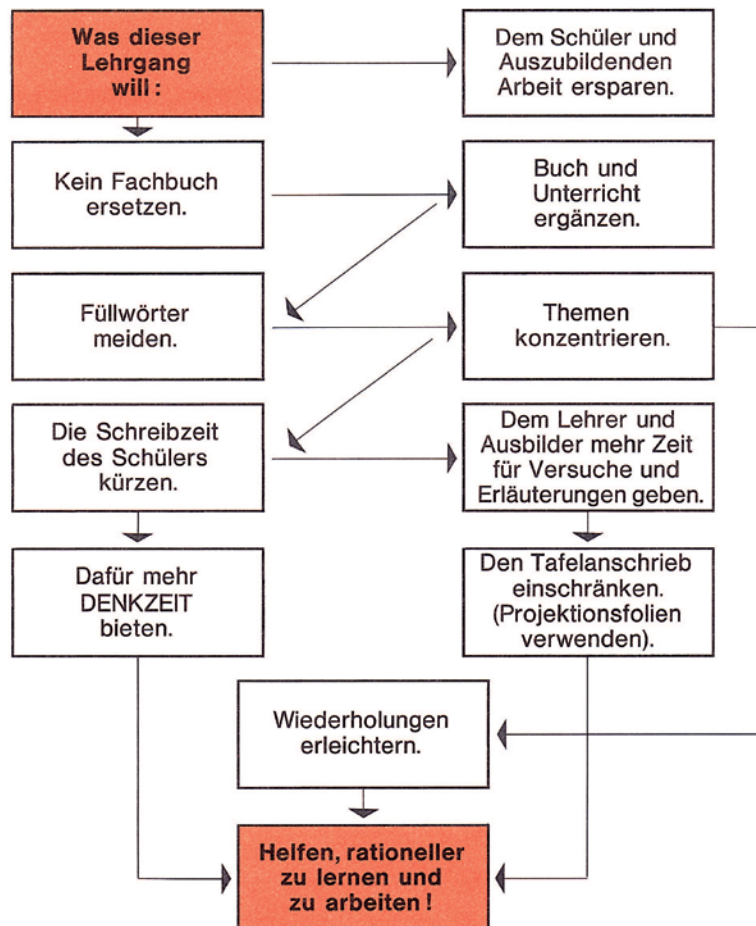 Was dieser
Lehrgang
will:
Dem Schüler und
Auszubildenden
Arbeit ersparen.
Kein Fachbuch
ersetzen.
Buch und
Unterricht
ergänzen.
Füllwörter
meiden.
Themen
konzentrieren.
Die Schreibzeit
des Schülers
kürzen.
Dem Lehrer und
Ausbilder mehr Zeit
für Versuche und
Erläuterungen geben.
Dafür mehr
DENKZEIT
bieten.
Den Tafelanschrieb
einschränken.
(Projektionsfolien
verwenden).
Wiederholungen
erleichtern.
Helfen, rationeller
zu lernen und
zu arbeiten!